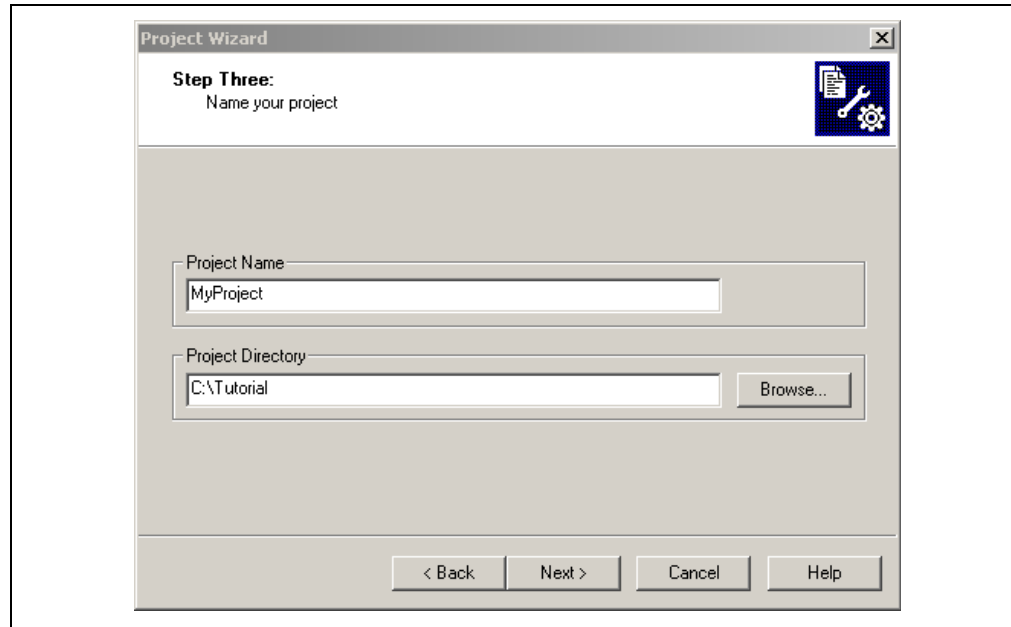 Project Wizard
Step Three:
Name your project
Project Name
MyProject
Project Directory
C:\Tutorial
Browse...
< Back
Next >
Cancel
Help